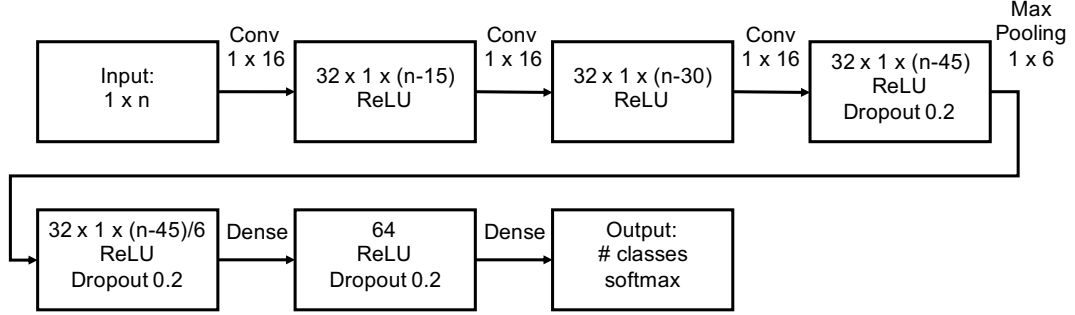 Input:
1 x n
Conv
1 x 16
32 x 1 x (n-15)
ReLU
Conv
1 x 16
32 x 1 x (n-30)
ReLU
Conv
1 x 16
32 x 1 x (n-45)
ReLU
Dropout 0.2
Max
Pooling
1 x 6
32 x 1 x (n-45)/6
ReLU
Dropout 0.2
Dense
64
ReLU
Dropout 0.2
Dense
Output:
# classes
softmax